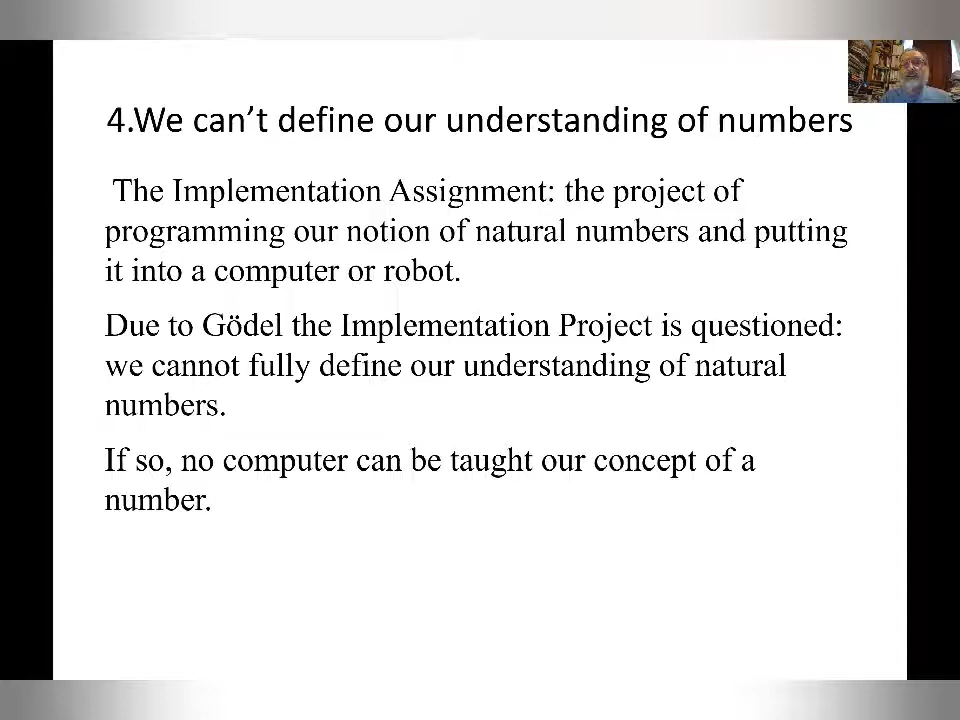 4.We can't define our understanding of numbers
The Implementation Assignment: the project of
programming our notion of natural numbers and putting
it into a computer or robot.
Due to Gödel the Implementation Project is questioned:
we cannot fully define our understanding of natural
numbers.
If so, no computer can be taught our concept of a
number.